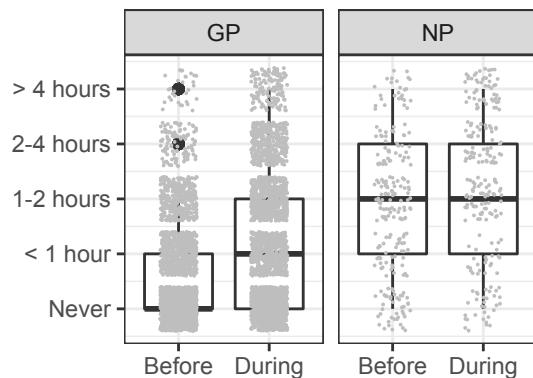 GP
NP
> 4 hours
2-4 hours
1-2 hours
< 1 hour
Never
Before
During
Before
During